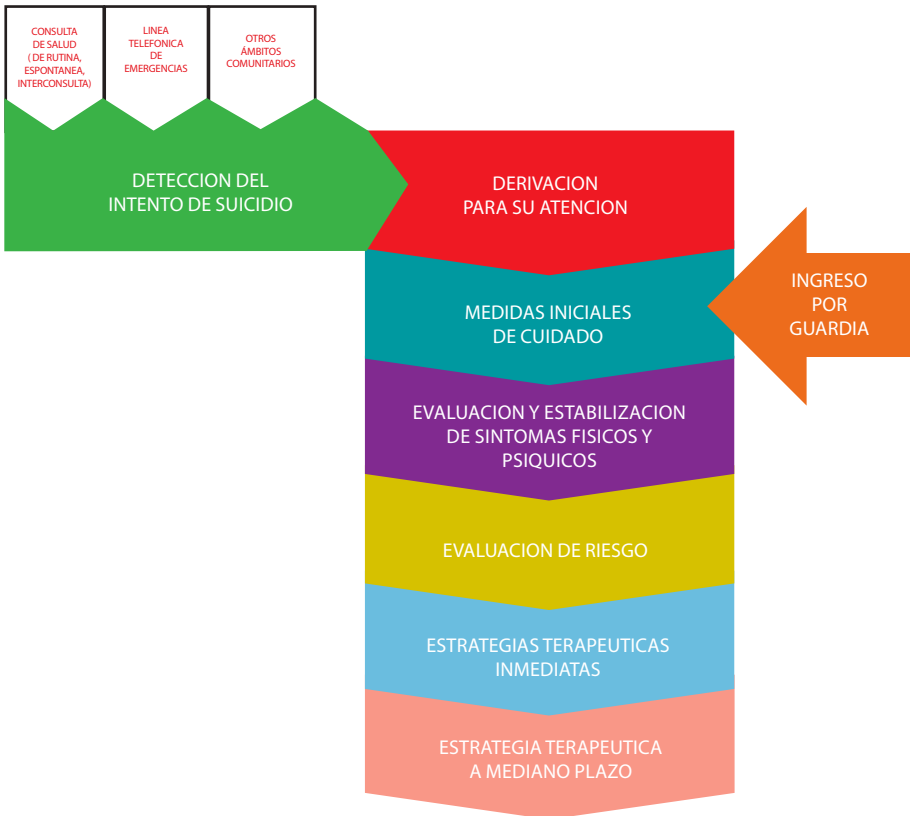 CONSULTA
DE SALUD
( DE RUTINA,
ESPONTANEA,
INTERCONSULTA)
LINEA
TELEFONICA
DE
EMERGENCIAS
OTROS
ÁMBITOS
COMUNITARIOS
DETECCION DEL
INTENTO DE SUICIDIO
DERIVACION
PARA SU ATENCION
MEDIDAS INICIALES
DE CUIDADO
INGRESO
POR
GUARDIA
EVALUACION Y ESTABILIZACION
DE SINTOMAS FISICOS Y
PSIQUICOS
EVALUACION DE RIESGO
ESTRATEGIAS TERAPEUTICAS
INMEDIATAS
ESTRATEGIA TERAPEUTICA
A MEDIANO PLAZO